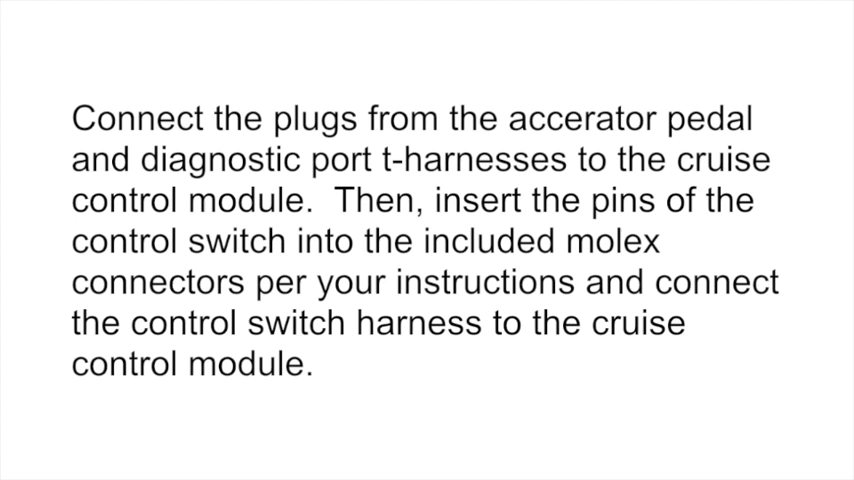 Connect the plugs from the accerator pedal
and diagnostic port t-harnesses to the cruise
control module.  Then, insert the pins of the
control switch into the included molex
connectors per your instructions and connect
the control switch harness to the cruise
control module.